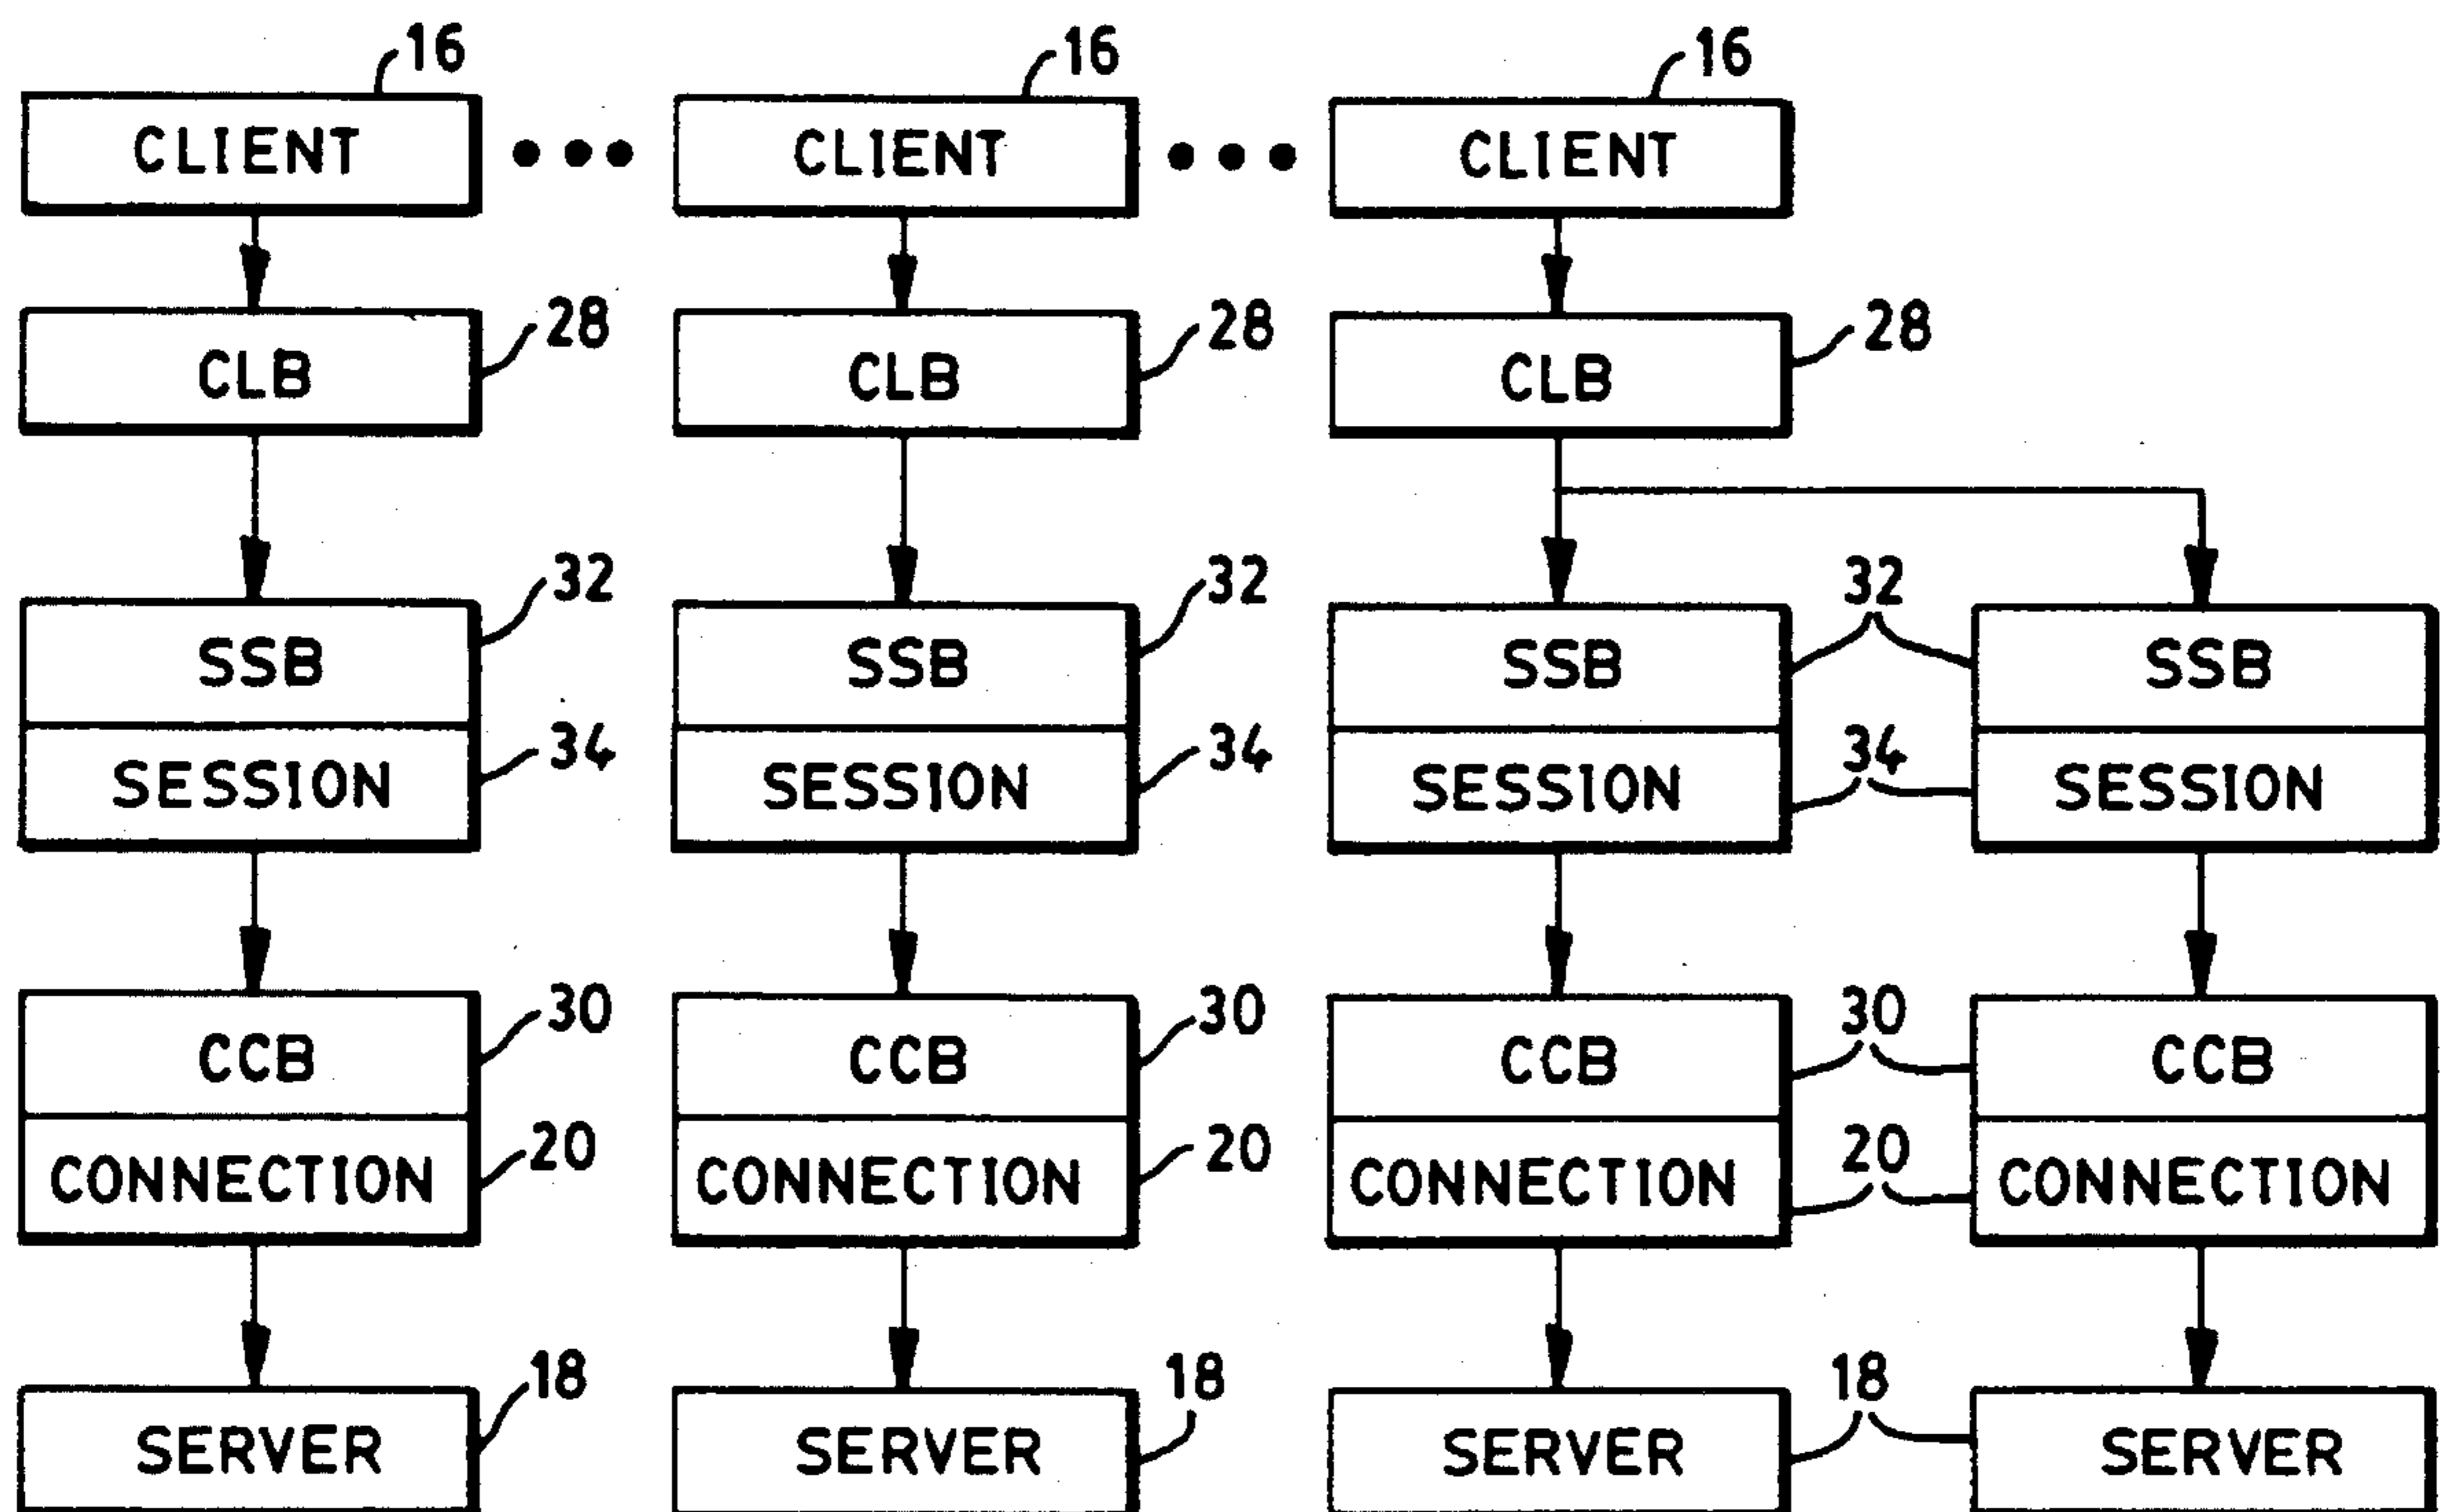 16 16 16
CLIENT ••• CLIENT ••• CLIENT
28 28 28
CLB CLB CLB
32 32 32
SSB SSB SSB SSB
34 34 34
SESSION SESSION SESSION SESSION
30 30 30
CCB CCB CCB CCB
20 20 20
CONNECTION CONNECTION CONNECTION CONNECTION
18 18 18
SERVER SERVER SERVER SERVER